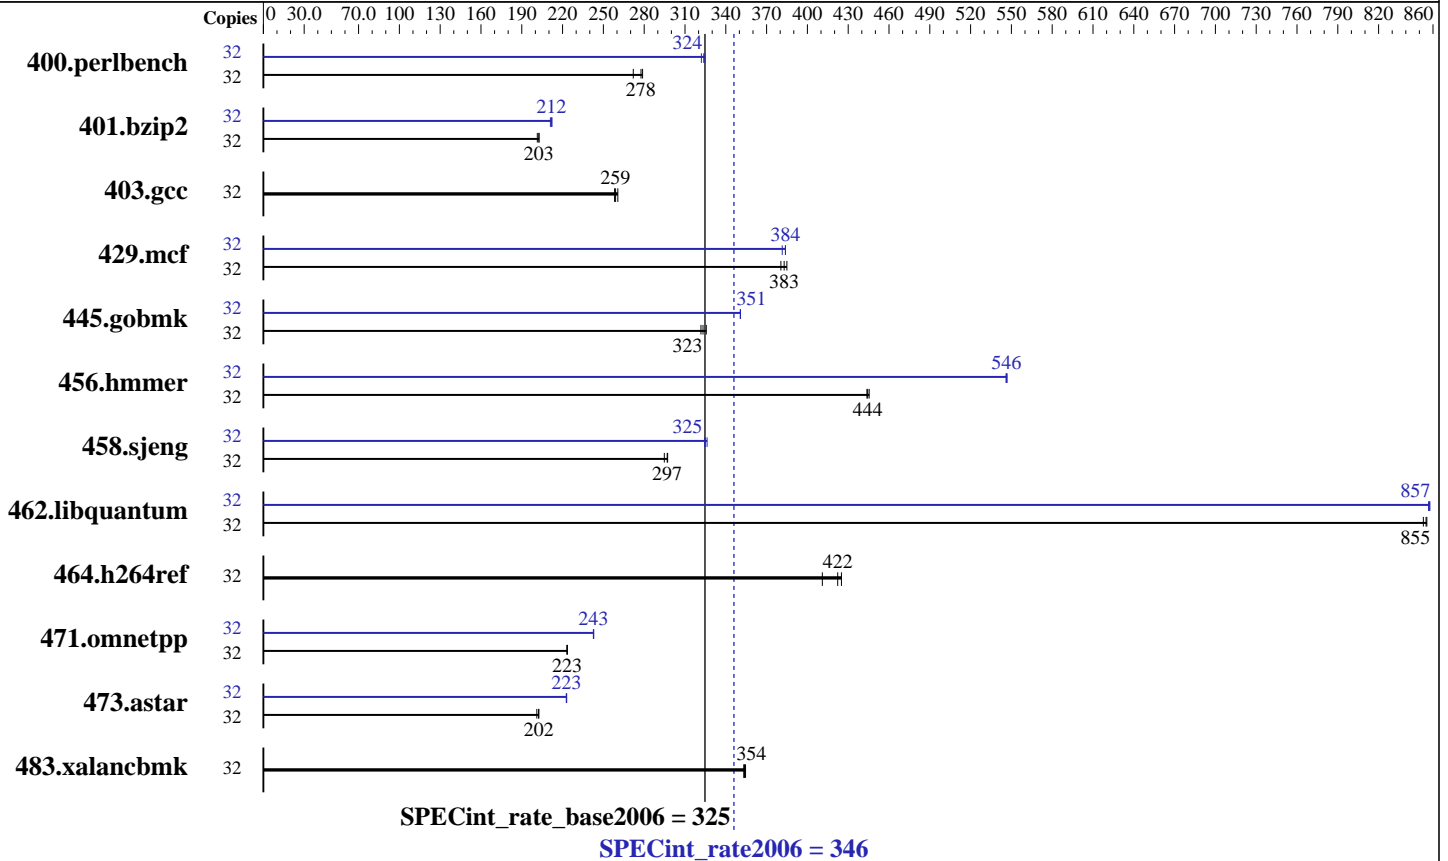 Copies 0 30.0 70.0 100 130 160 190 220 250 280 310 340 370 400 430 460 490 520 550 580 610 640 670 700 730 760 790 820 860
400.perlbench 32 324
32 278
401.bzip2 32 212
32 203
403.gcc 32 259
429.mcf 32 384
32 383
445.gobmk 32 351
32 323
456.hmmer 32 546
32 444
458.sjeng 32 325
32 297
462.libquantum 32 857
32 855
464.h264ref 32 422
471.omnetpp 32 243
32 223
473.astar 32 223
32 202
483.xalancbmk 32 354
SPECint_rate_base2006 = 325
SPECint_rate2006 = 346